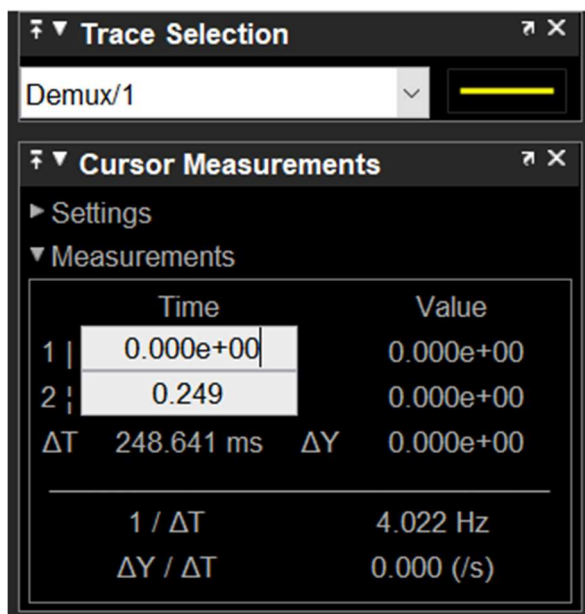 Trace Selection
Demux/1
Cursor Measurements
Settings
Measurements
Time Value
1 | 0.000e+00 0.000e+00
2 ¦ 0.249 0.000e+00
ΔT 248.641 ms ΔY 0.000e+00
1 / ΔT 4.022 Hz
ΔY / ΔT 0.000 (/s)